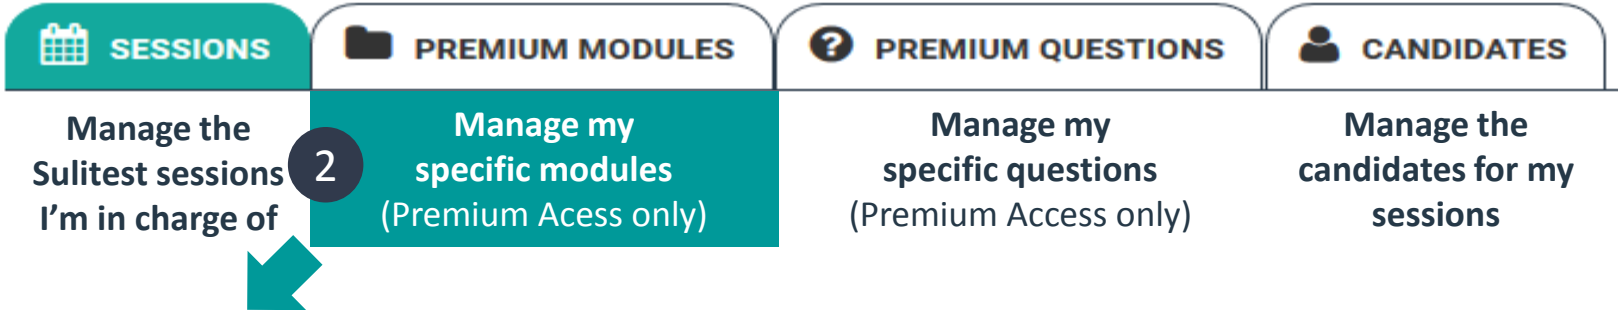 SESSIONS
PREMIUM MODULES
PREMIUM QUESTIONS
CANDIDATES
Manage the
Sulitest sessions
I’m in charge of
2
Manage my
specific modules
(Premium Acess only)
Manage my
specific questions
(Premium Access only)
Manage the
candidates for my
sessions